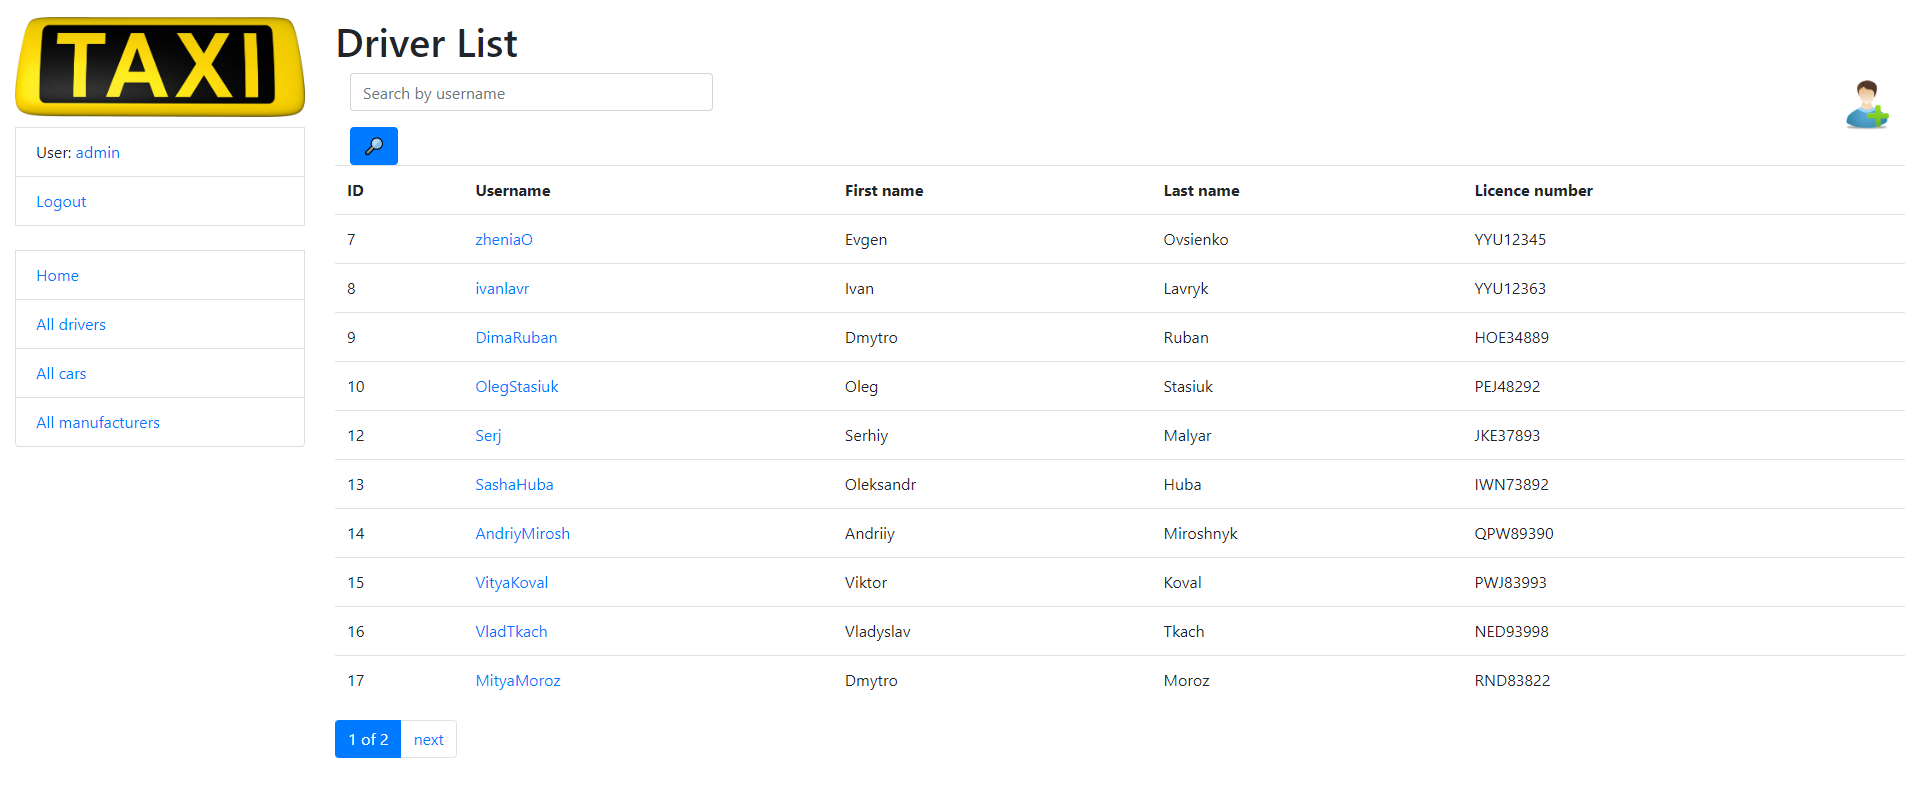 TAXI
User: admin
Logout
Home
All drivers
All cars
All manufacturers
Driver List
Search by username
ID Username First name Last name Licence number
7 zheniaO Evgen Ovsienko YYU12345
8 ivanlavr Ivan Lavryk YYU12363
9 DimaRuban Dmytro Ruban HOE34889
10 OlegStasiuk Oleg Stasiuk PEJ48292
12 Serj Serhiy Malyar JKE37893
13 SashaHuba Oleksandr Huba IWN73892
14 AndriyMirosh Andriiy Miroshnyk QPW89390
15 VityaKoval Viktor Koval PWJ83993
16 VladTkach Vladyslav Tkach NED93998
17 MityaMoroz Dmytro Moroz RND83822
1 of 2 next